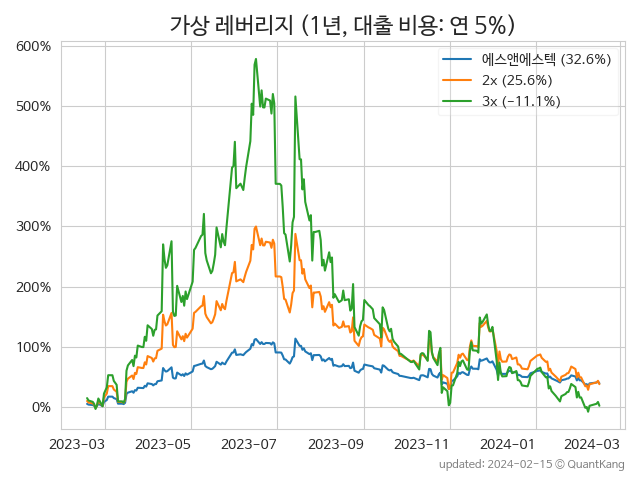 가상 레버리지 (1년, 대출 비용: 연 5%)
600%
500%
400%
300%
200%
100%
0%
에스앤에스텍 (32.6%)
2x (25.6%)
3x (−11.1%)
2023-03
2023-05
2023-07
2023-09
2023-11
2024-01
2024-03
updated: 2024-02-15 © QuantKang